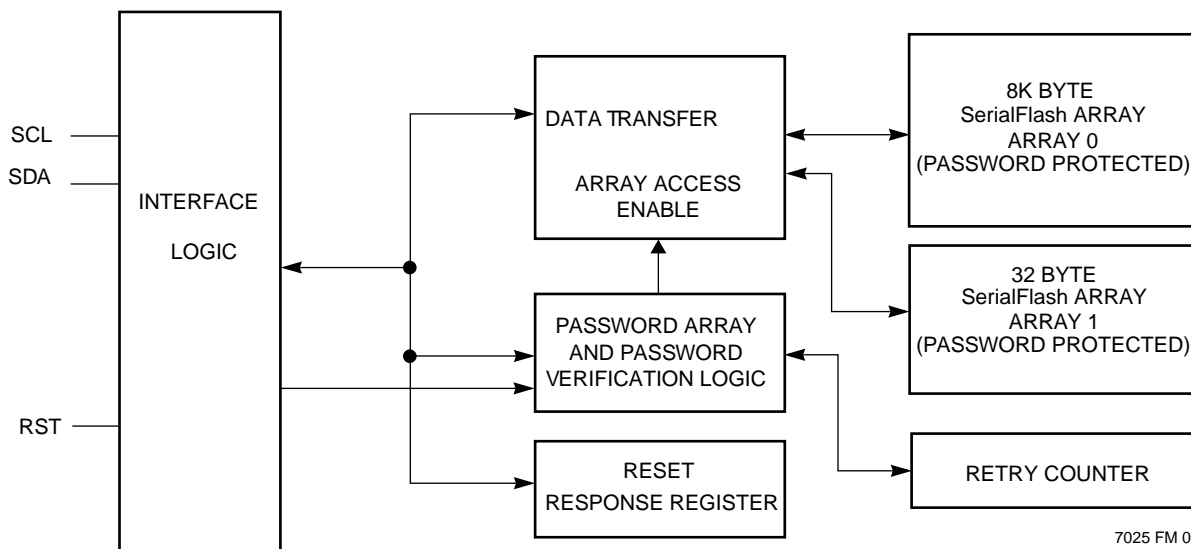 SCL
SDA
RST
INTERFACE
LOGIC
DATA TRANSFER
ARRAY ACCESS
ENABLE
PASSWORD ARRAY
AND PASSWORD
VERIFICATION LOGIC
RESET
RESPONSE REGISTER
8K BYTE
SerialFlash ARRAY
ARRAY 0
(PASSWORD PROTECTED)
32 BYTE
SerialFlash ARRAY
ARRAY 1
(PASSWORD PROTECTED)
RETRY COUNTER
7025 FM 0